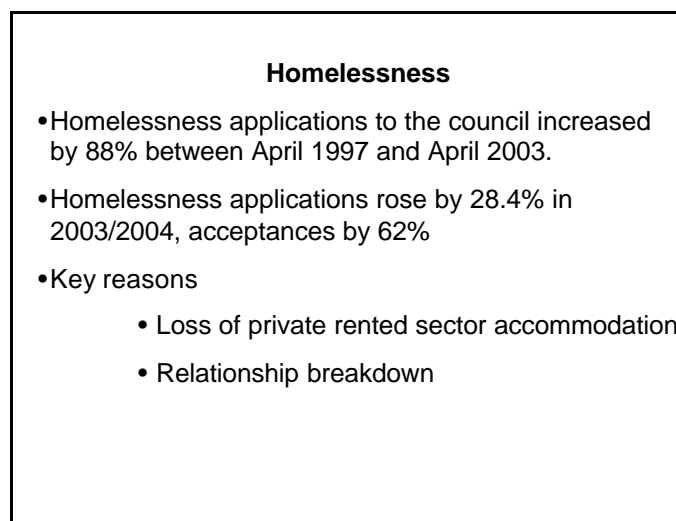 Homelessness
•Homelessness applications to the council increased
by 88% between April 1997 and April 2003.
•Homelessness applications rose by 28.4% in
2003/2004, acceptances by 62%
•Key reasons
• Loss of private rented sector accommodation
• Relationship breakdown